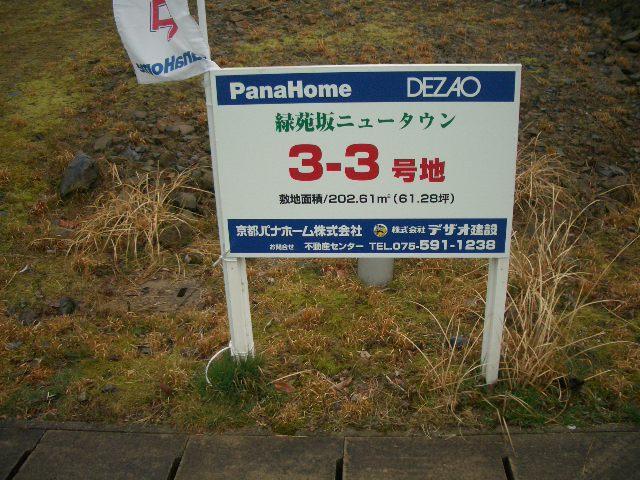 PanaHome
PanaHome DEZAO
緑苑坂ニュータウン
3-3 号地
敷地面積/202.61㎡(61.28坪)
京都パナホーム株式会社 株式会社 デザオ建設
お問合せ 不動産センター TEL.075-591-1238